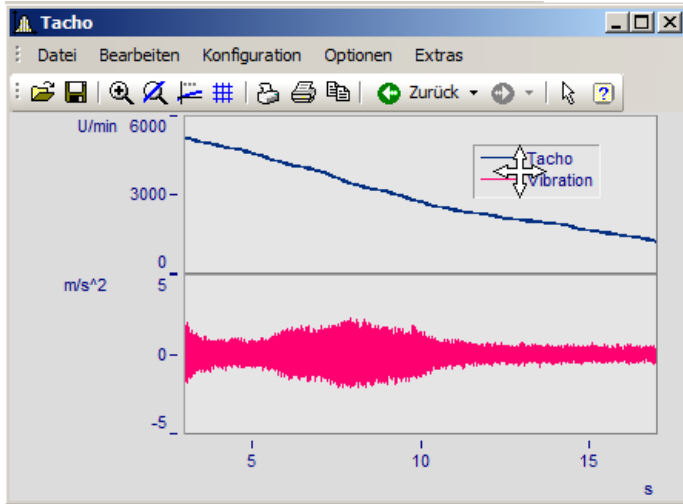 Tacho
Datei Bearbeiten Konfiguration Optionen Extras
Zurück ?
U/min 6000
Tacho
Vibration
3000
0
m/s^2 5
0
-5
5 10 15
s